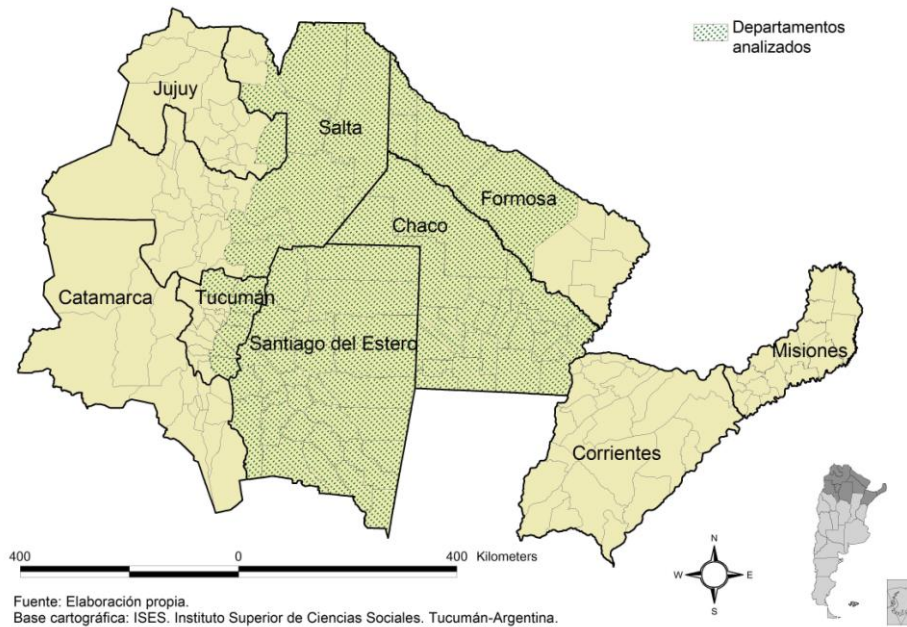 Departamentos
analizados
Jujuy
Salta
Formosa
Chaco
Catamarca
Tucumán
Santiago del Estero
Misiones
Corrientes
400 0 400 Kilometers
N
W E
S
Fuente: Elaboración propia.
Base cartográfica: ISES. Instituto Superior de Ciencias Sociales. Tucumán-Argentina.